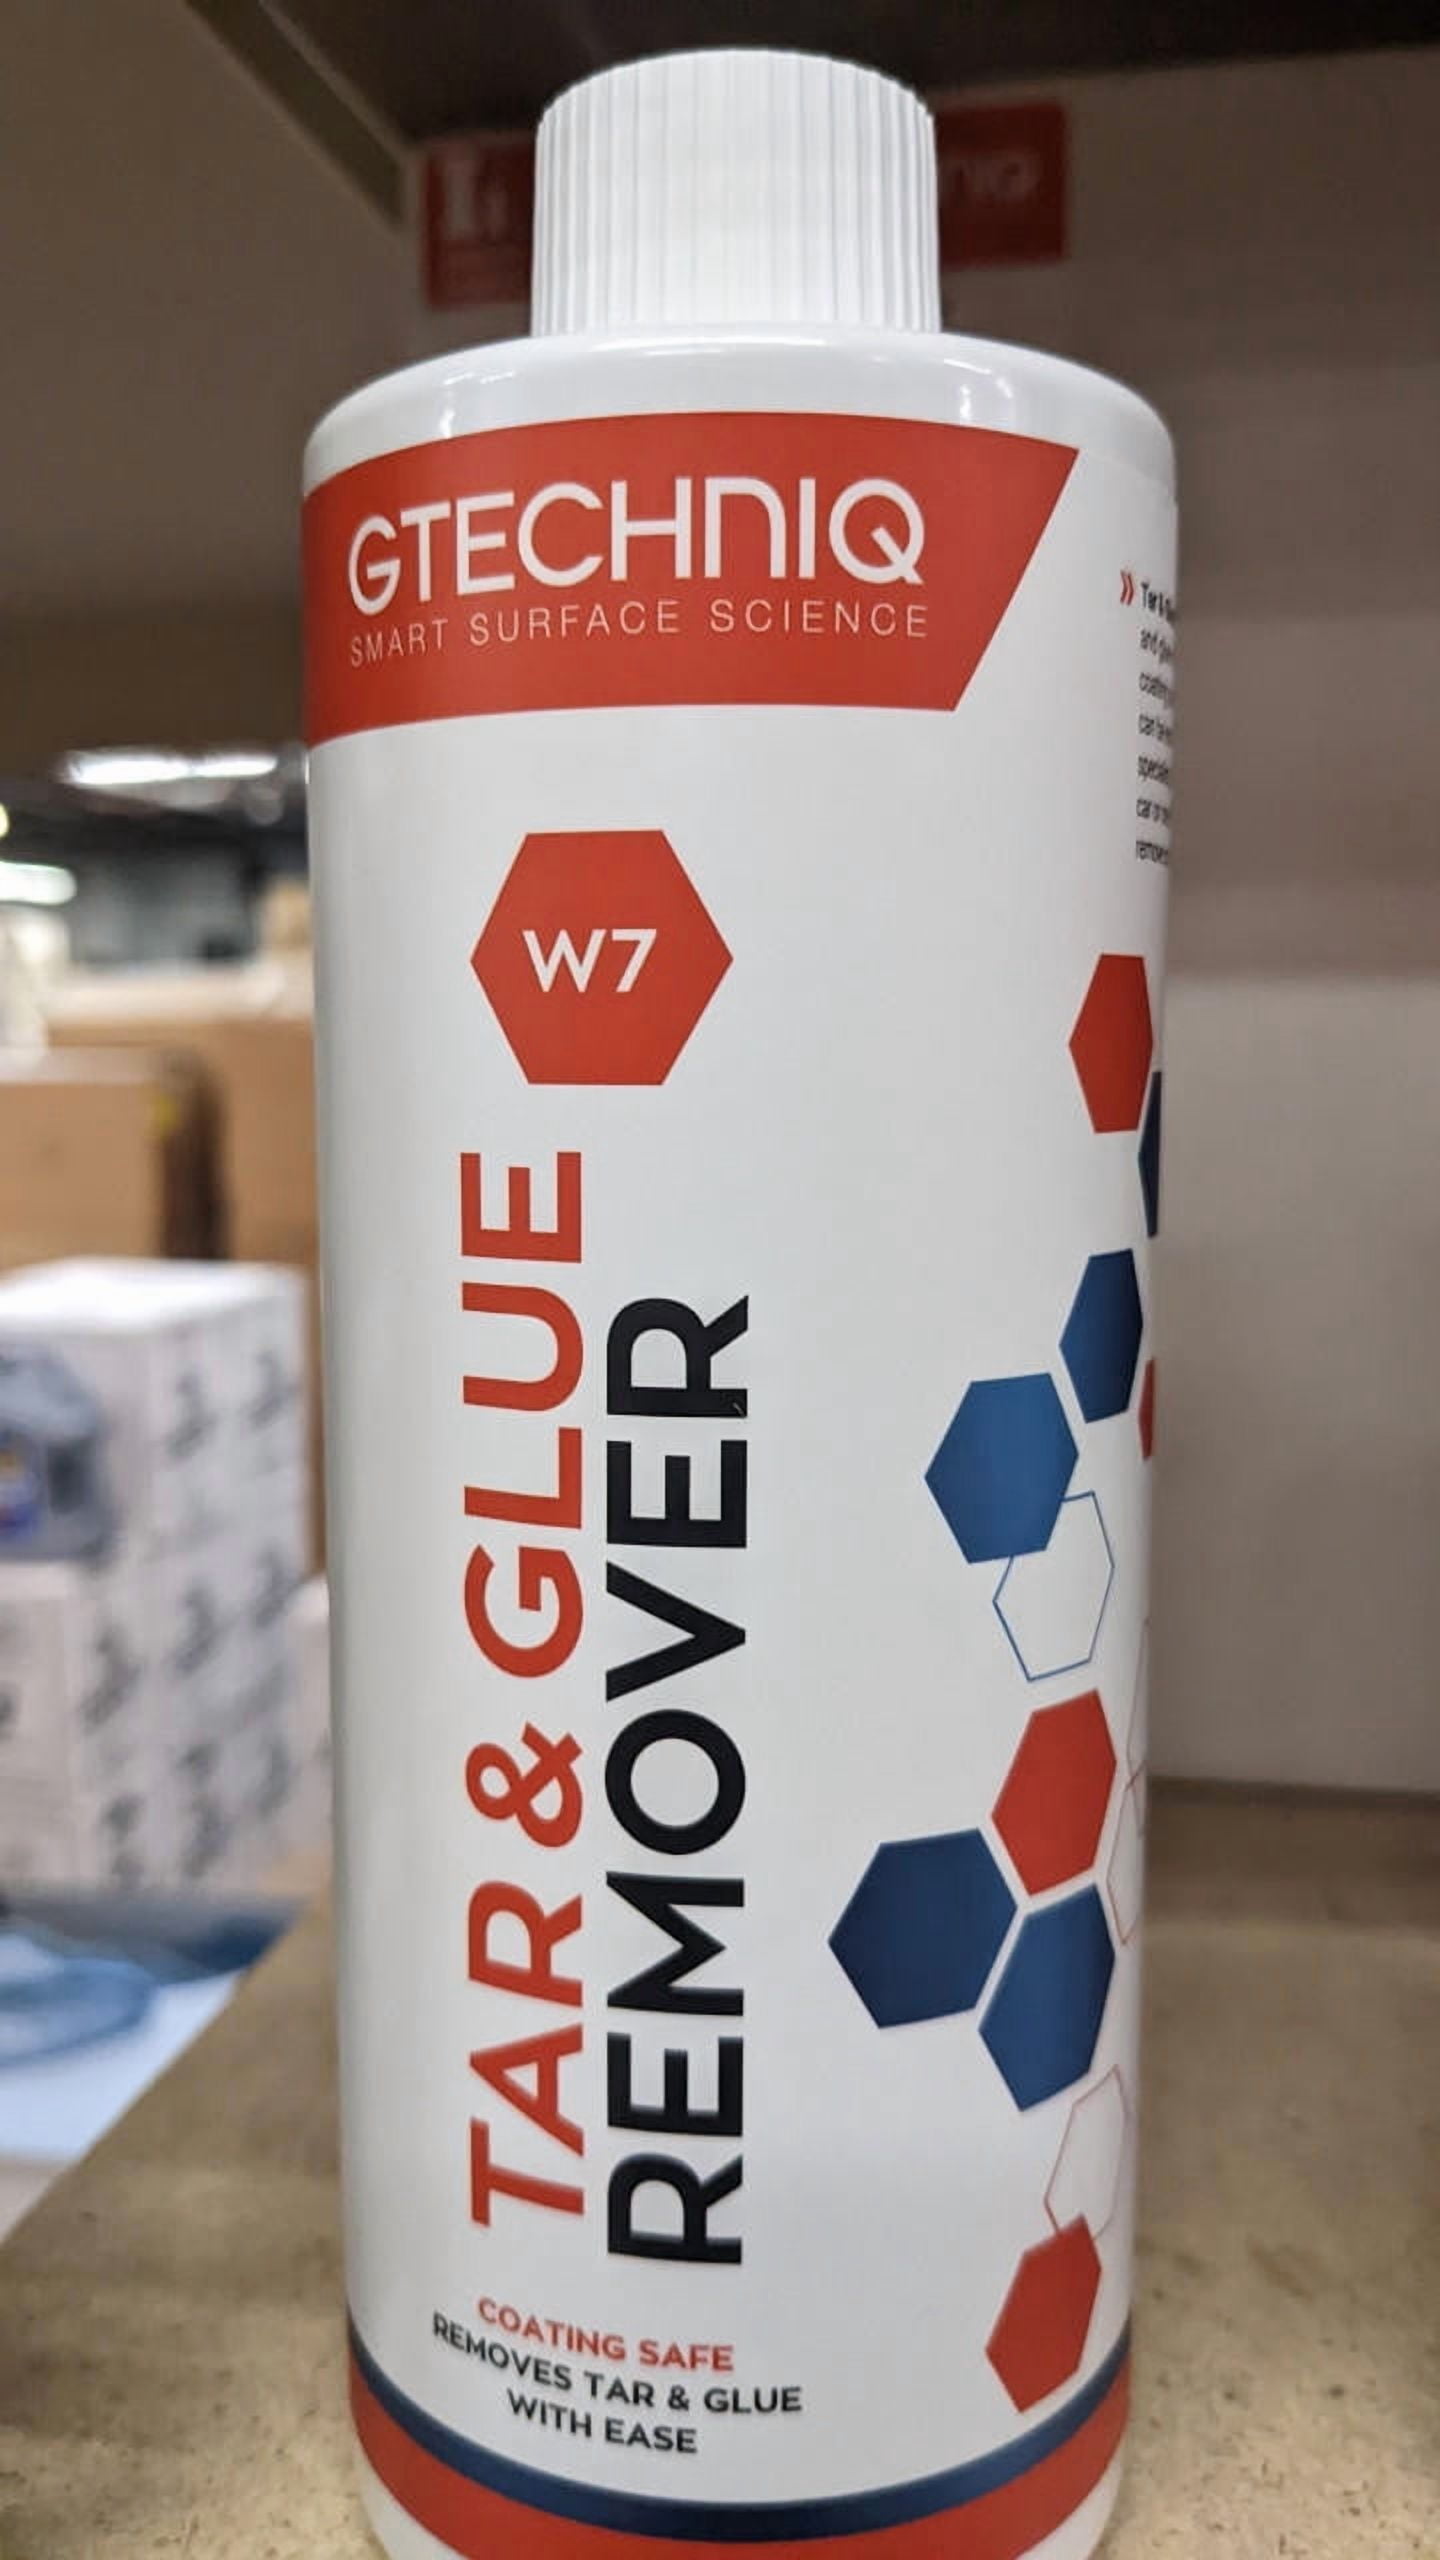 GTECHNIQ
SMART SURFACE SCIENCE
W7
TAR & GLUE
REMOVER
COATING SAFE
REMOVES TAR & GLUE
WITH EASE